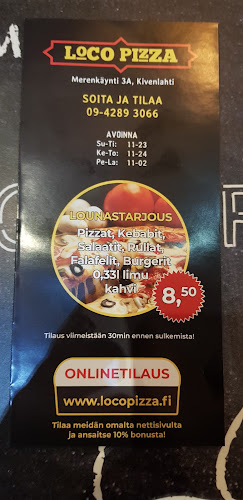 LOCO PIZZA
Merenkäynti 3A, Kivenlahti
SOITA JA TILAA
09-4289 3066
AVOINNA
Su-Ti: 11-23
Ke-To: 11-24
Pe-La: 11-02
LOUNASTARJOUS
Pizzat, Kebabit,
Salaatit, Rullat,
Falafelit, Burgerit
0,33l limu
kahvi
8,50
Tilaus viimeistään 30min ennen sulkemista!
ONLINETILAUS
www.locopizza.fi
Tilaa meidän omalta nettisivulta
ja ansaitse 10% bonusta!